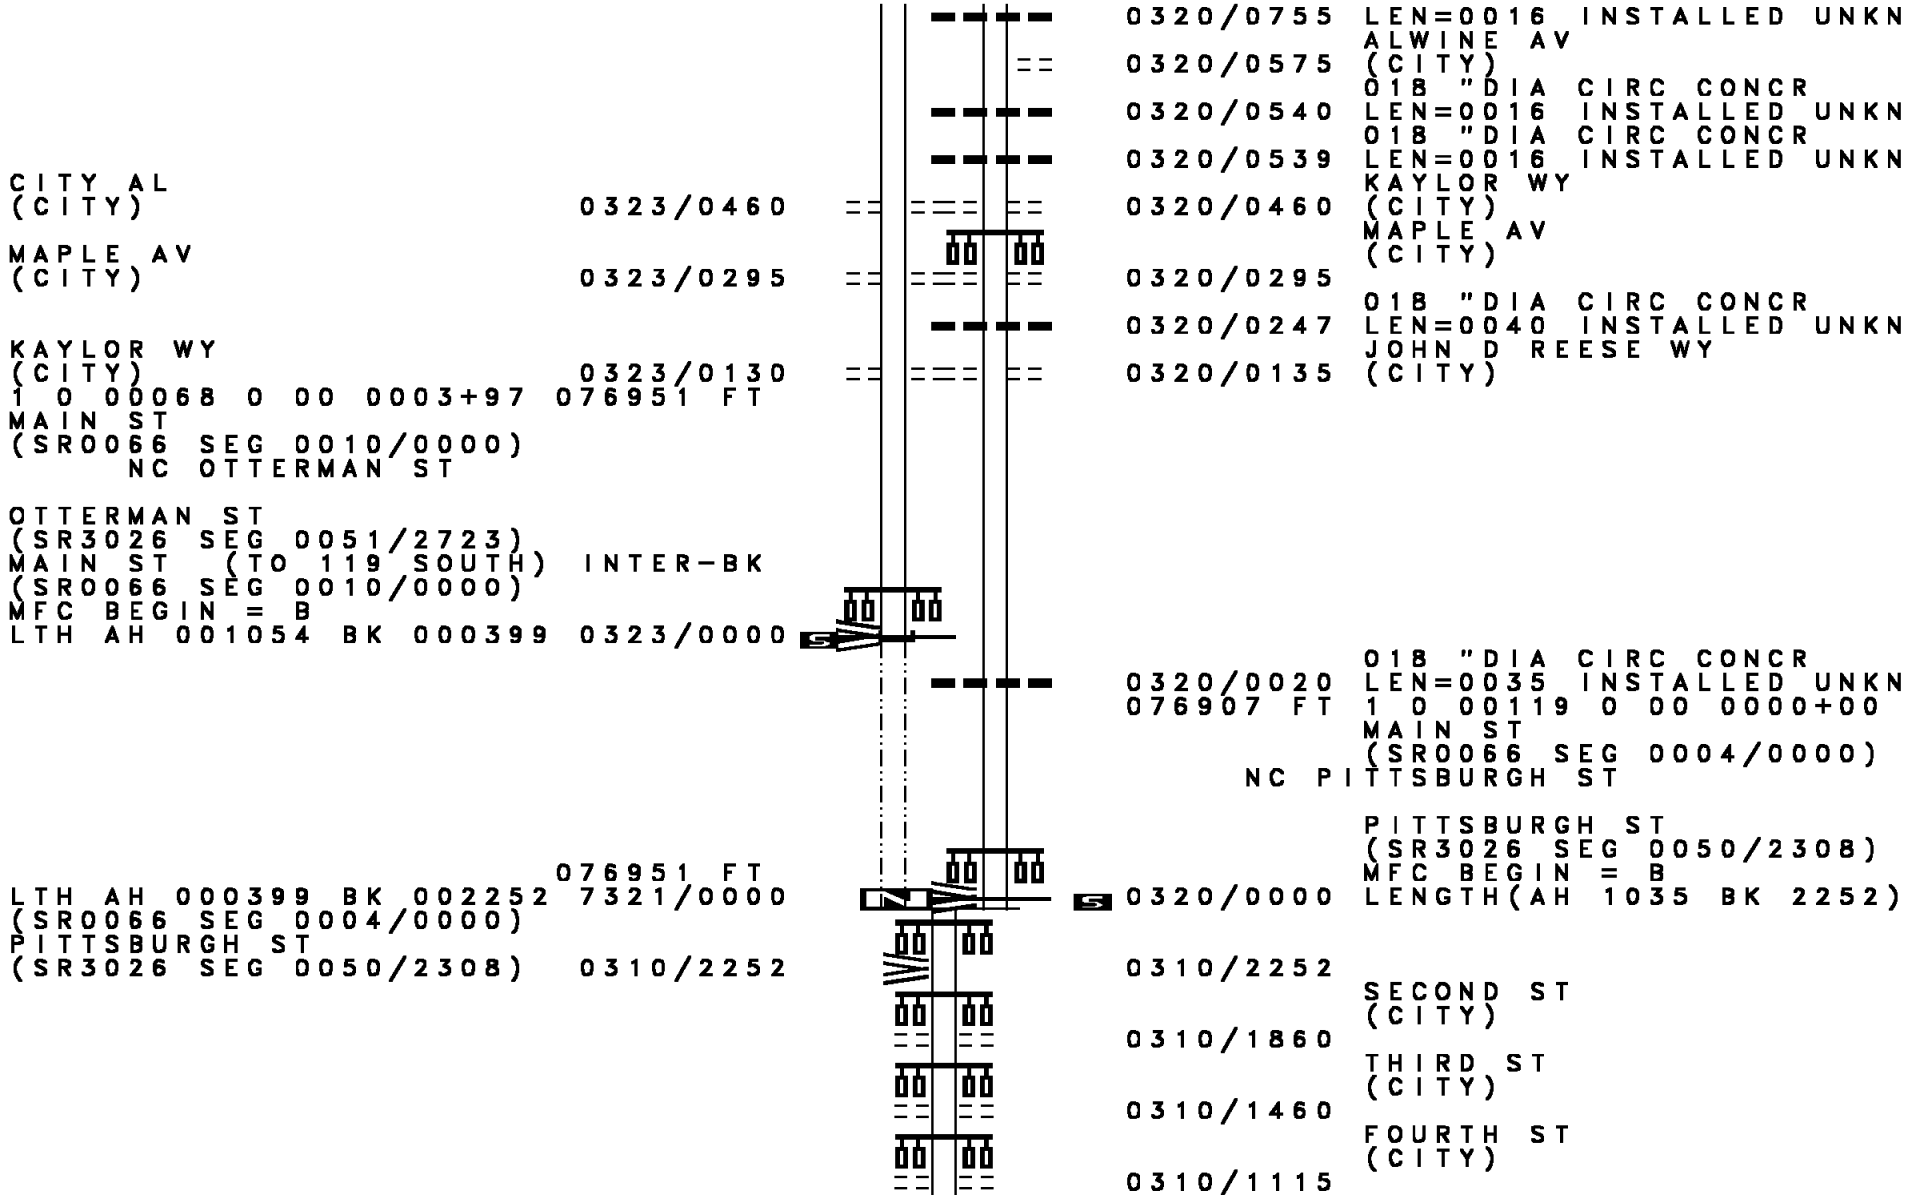 0320/0755 LEN=0016 INSTALLED UNKN
ALWINE AV
0320/0575 (CITY)
018 "DIA CIRC CONCR
0320/0540 LEN=0016 INSTALLED UNKN
018 "DIA CIRC CONCR
0320/0539 LEN=0016 INSTALLED UNKN
CITY AL KAYLOR WY
(CITY) 0323/0460 0320/0460 (CITY)
MAPLE AV
MAPLE AV (CITY)
(CITY) 0323/0295 0320/0295
018 "DIA CIRC CONCR
0320/0247 LEN=0040 INSTALLED UNKN
KAYLOR WY JOHN D REESE WY
(CITY) 0323/0130 0320/0135 (CITY)
1 0 00068 0 00 0003+97 076951 FT
MAIN ST
(SR0066 SEG 0010/0000)
NC OTTERMAN ST
OTTERMAN ST
(SR3026 SEG 0051/2723)
MAIN ST (TO 119 SOUTH) INTER-BK
(SR0066 SEG 0010/0000)
MFC BEGIN = B
LTH AH 001054 BK 000399 0323/0000 S
018 "DIA CIRC CONCR
0320/0020 LEN=0035 INSTALLED UNKN
076907 FT 1 0 00119 0 00 0000+00
MAIN ST
(SR0066 SEG 0004/0000)
NC PITTSBURGH ST
PITTSBURGH ST
(SR3026 SEG 0050/2308)
076951 FT MFC BEGIN = B
LTH AH 000399 BK 002252 7321/0000 N S 0320/0000 LENGTH(AH 1035 BK 2252)
(SR0066 SEG 0004/0000)
PITTSBURGH ST
(SR3026 SEG 0050/2308) 0310/2252 0310/2252
SECOND ST
(CITY)
0310/1860
THIRD ST
(CITY)
0310/1460
FOURTH ST
(CITY)
0310/1115